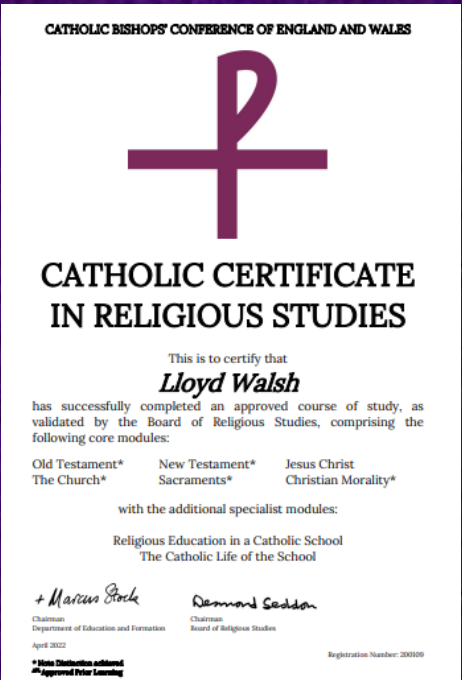 CATHOLIC BISHOPS' CONFERENCE OF ENGLAND AND WALES
CATHOLIC CERTIFICATE
IN RELIGIOUS STUDIES
This is to certify that
Lloyd Walsh
has successfully completed an approved course of study, as
validated by the Board of Religious Studies, comprising the
following core modules:
Old Testament* New Testament* Jesus Christ
The Church* Sacraments* Christian Morality*
with the additional specialist modules:
Religious Education in a Catholic School
The Catholic Life of the School
+ Marcus Stock Desmond Seddon
Chairman Chairman
Department of Education and Formation Board of Religious Studies
April 2022
Registration Number: 200109
* Note Distinction achieved
APL Approved Prior Learning